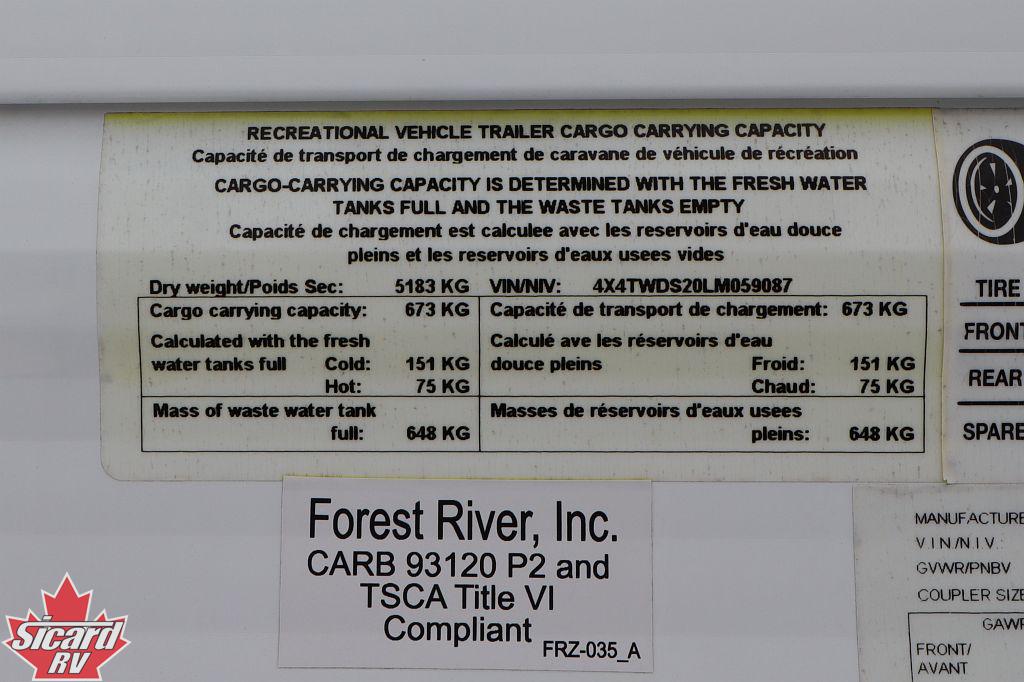 RECREATIONAL VEHICLE TRAILER CARGO CARRYING CAPACITY
Capacité de transport de chargement de caravane de véhicule de récréation
CARGO-CARRYING CAPACITY IS DETERMINED WITH THE FRESH WATER
TANKS FULL AND THE WASTE TANKS EMPTY
Capacité de chargement est calculee avec les reservoirs d'eau douce
pleins et les reservoirs d'eaux usees vides
Dry weight/Poids Sec: 5183 KG VIN/NIV: 4X4TWDS20LM059087
Cargo carrying capacity: 673 KG Capacité de transport de chargement: 673 KG
Calculated with the fresh Calculé ave les réservoirs d'eau
water tanks full Cold: 151 KG douce pleins Froid: 151 KG
Hot: 75 KG Chaud: 75 KG
Mass of waste water tank Masses de réservoirs d'eaux usees
full: 648 KG pleins: 648 KG
TIRE
FRONT
REAR
SPARE
Forest River, Inc.
CARB 93120 P2 and
TSCA Title VI
Compliant
FRZ-035_A
MANUFACTURE
V.I.N./N.I.V.:
GVWR/PNBV
COUPLER SIZE
GAWR
FRONT/
AVANT
Sicard
RV